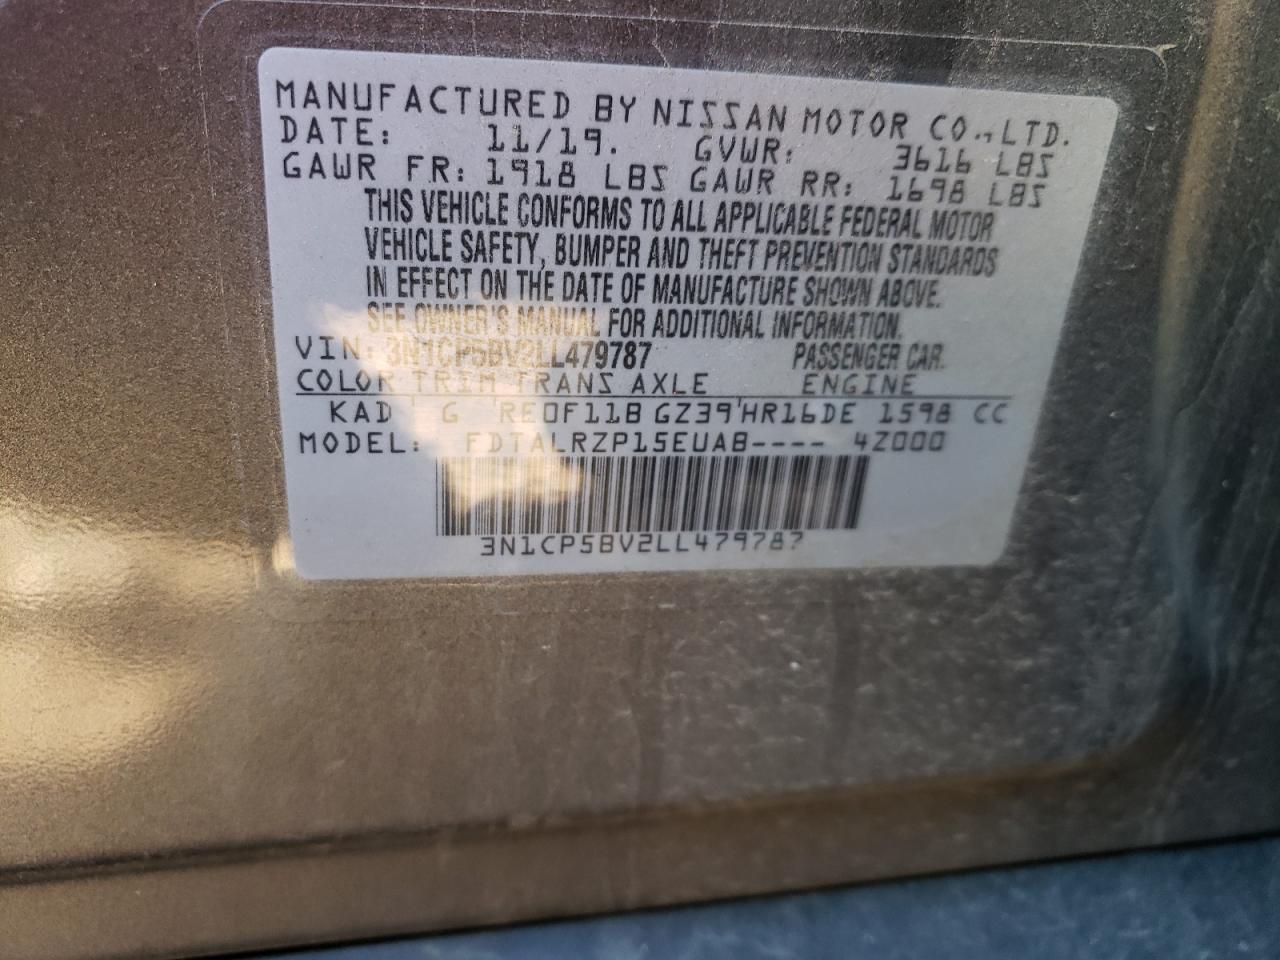 MANUFACTURED BY NISSAN MOTOR CO.,LTD.
DATE: 11/19. GVWR: 3616 LBS
GAWR FR: 1918 LBS GAWR RR: 1698 LBS
THIS VEHICLE CONFORMS TO ALL APPLICABLE FEDERAL MOTOR
VEHICLE SAFETY, BUMPER AND THEFT PREVENTION STANDARDS
IN EFFECT ON THE DATE OF MANUFACTURE SHOWN ABOVE.
SEE OWNER'S MANUAL FOR ADDITIONAL INFORMATION.
VIN: 3N1CP5BV2LL479787 PASSENGER CAR.
COLOR TRIM TRANS AXLE ENGINE
KAD ' G ' RE0F11B GZ39'HR16DE 1598 CC
MODEL: FDTALRZP15EUAB---- 4Z000
3N1CP5BV2LL479787